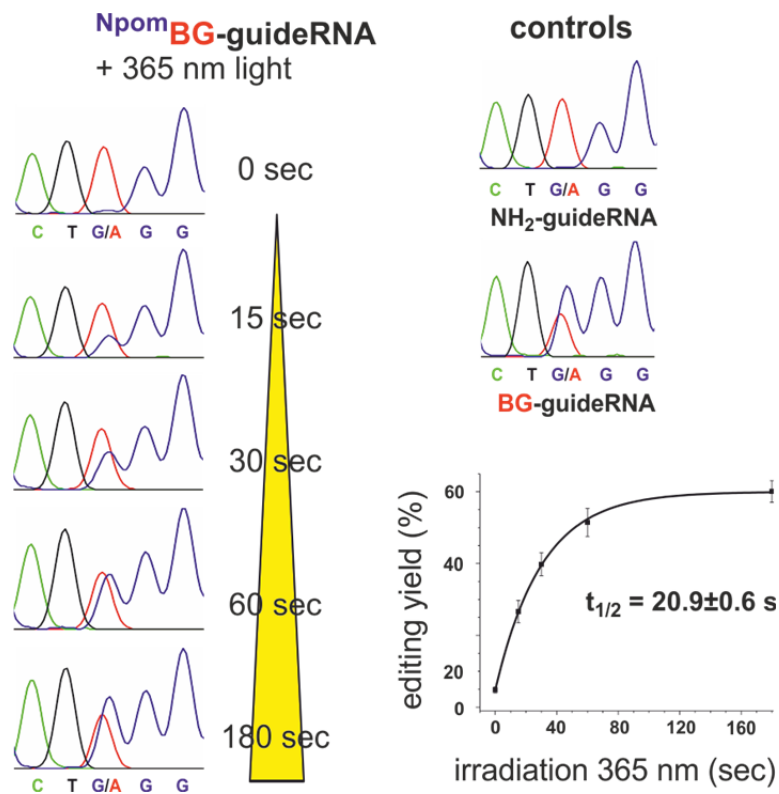 NpomBG-guideRNA
+ 365 nm light
0 sec
C T G/A G G
15 sec
30 sec
60 sec
180 sec
C T G/A G G
controls
C T G/A G G
NH2-guideRNA
C T G/A G G
BG-guideRNA
editing yield (%)
60
40
20
0
t1/2 = 20.9±0.6 s
0 40 80 120 160
irradiation 365 nm (sec)